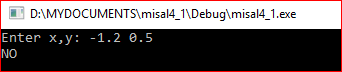 D:\MYDOCUMENTS\misal4_1\Debug\misal4_1.exe
Enter x,y: -1.2 0.5
NO